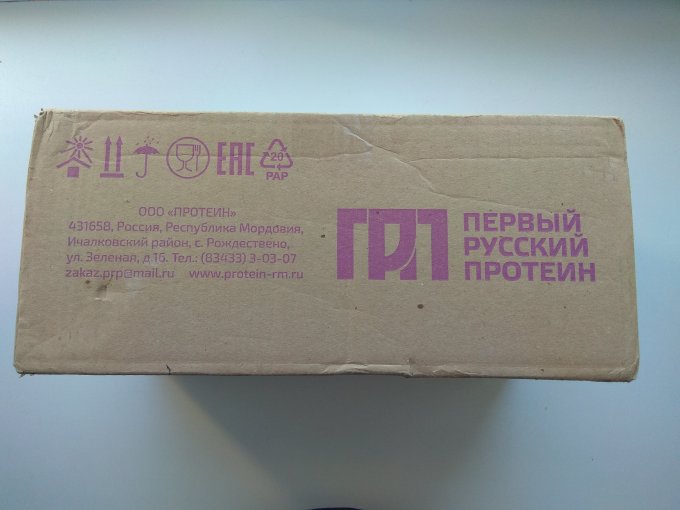 EAC
20
PAP
ООО «ПРОТЕИН»
431658, Россия, Республика Мордовия,
Ичалковский район, с. Рождествено,
ул. Зеленая, д.16. Тел.: (83433) 3-03-07
zakaz.prp@mail.ru www.protein-rm.ru
ПРП
ПЕРВЫЙ
РУССКИЙ
ПРОТЕИН